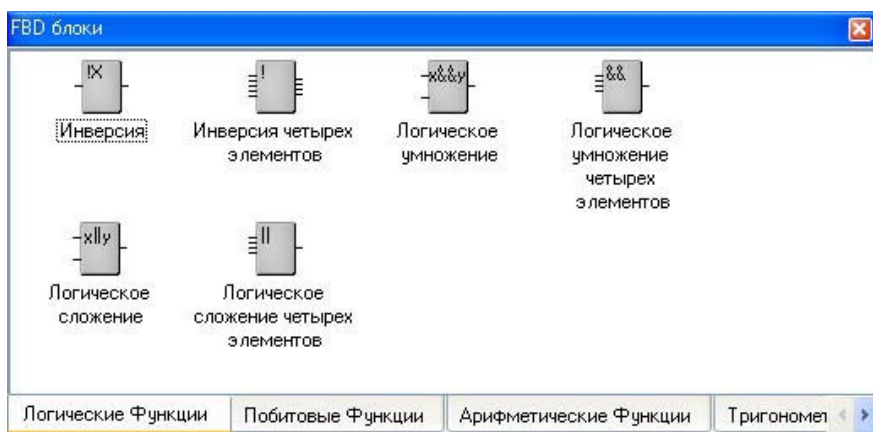 FBD блоки
!X
!
x&&y
&&
Инверсия
Инверсия четырех
элементов
Логическое
умножение
Логическое
умножение
четырех
элементов
x||y
||
Логическое
сложение
Логическое
сложение четырех
элементов
Логические Функции
Побитовые Функции
Арифметические Функции
Тригономет